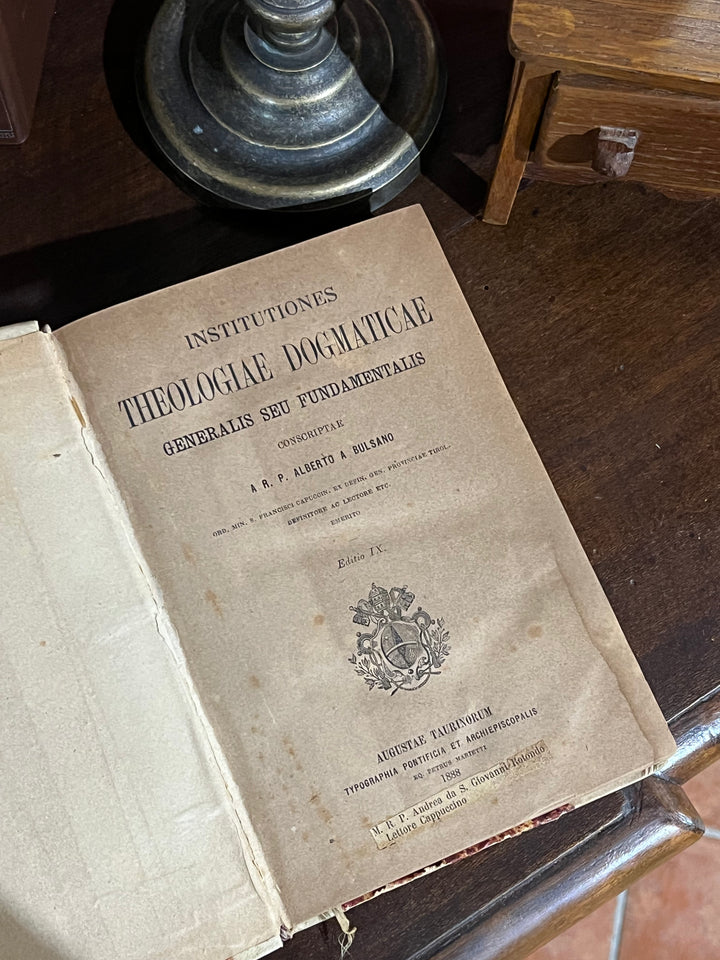 INSTITUTIONES
THEOLOGIAE DOGMATICAE
GENERALIS SEU FUNDAMENTALIS
CONSCRIPTAE
A R. P. ALBERTO A BULSANO
ORD. MIN. S. FRANCISCI CAPUCCIN. EX DEFIN. GEN. PROVINCIAE TIROL.
DEFINITORE AC LECTORE ETC.
EMERITO
Editio IX.
AUGUSTAE TAURINORUM
TYPOGRAPHIA PONTIFICIA ET ARCHIEPISCOPALIS
EQ. PETRUS MARIETTI
1888
M. R. P. Andrea da S. Giovanni Rotondo
Lettore Cappuccino